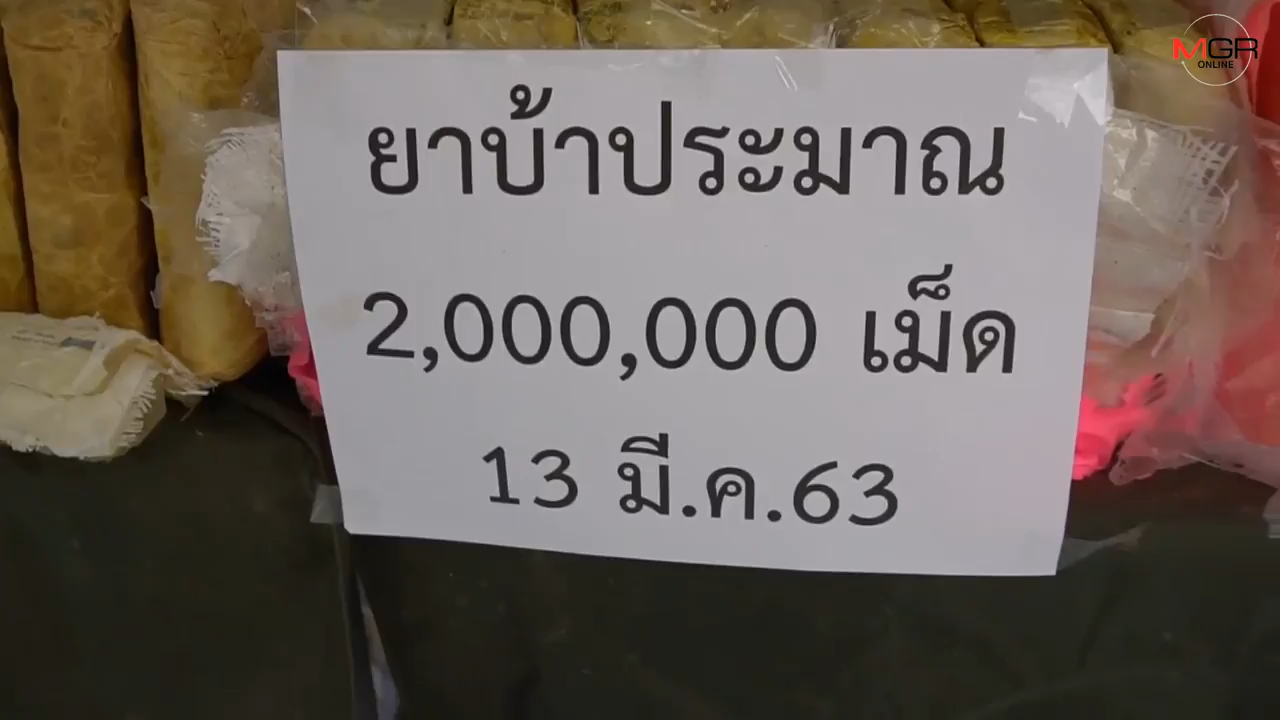 MGR
ONLINE
ยาบ้าประมาณ
2,000,000 เม็ด
13 มี.ค.63